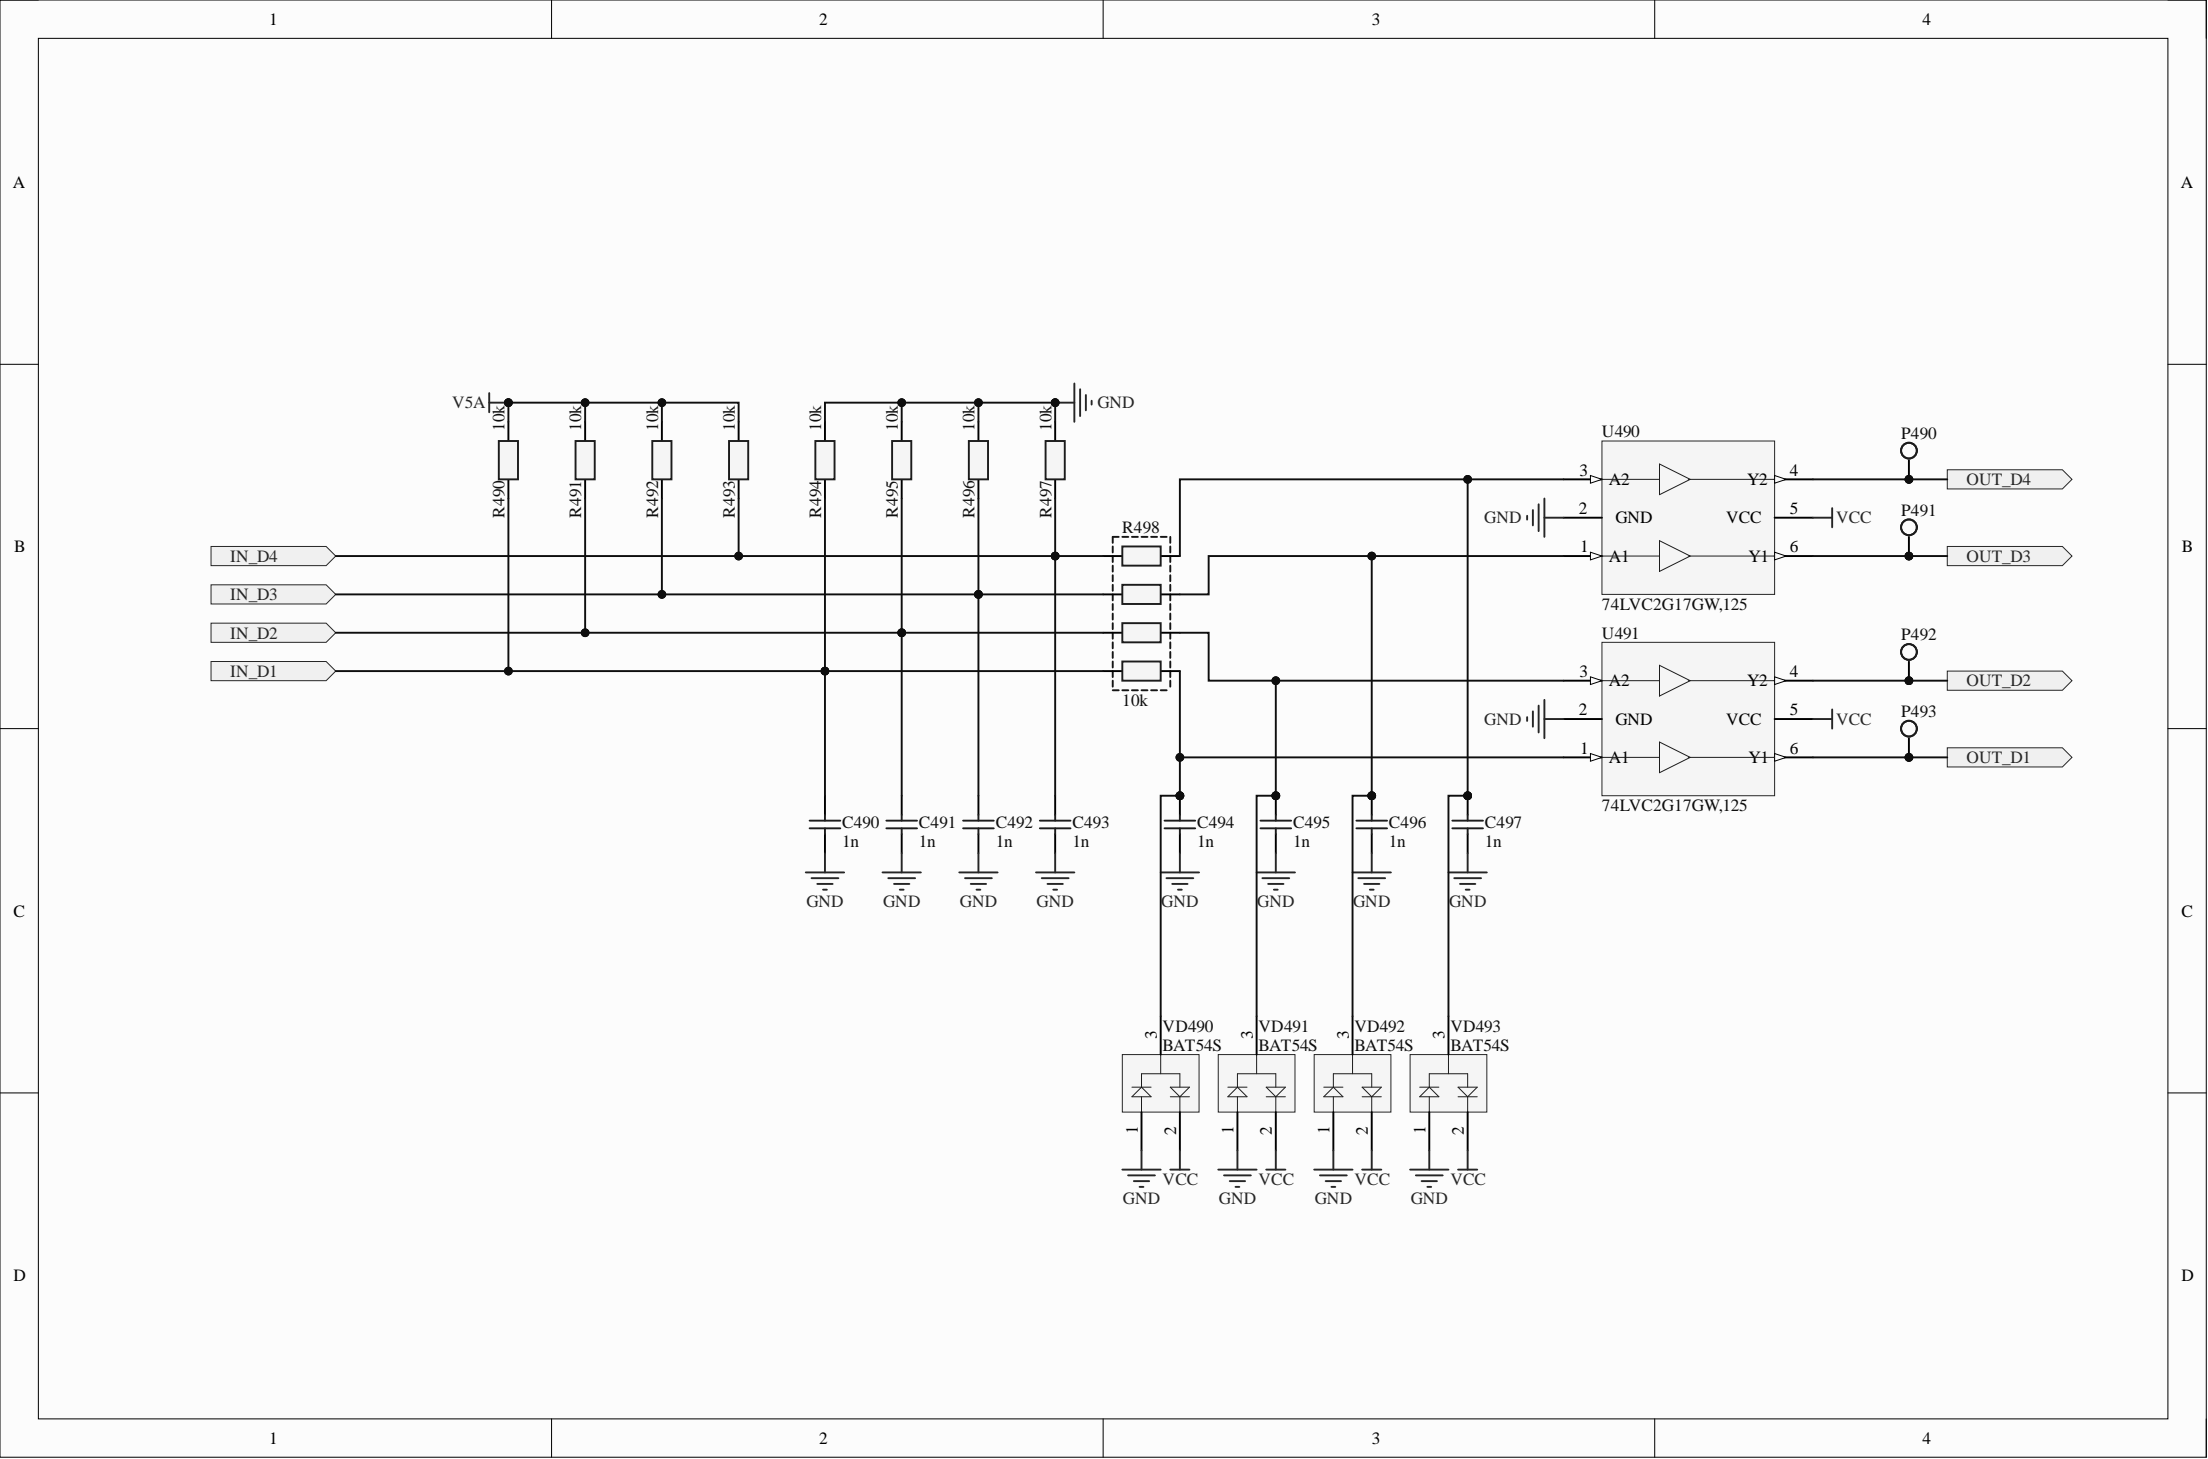 1 2 3 4
A A
V5A 10k 10k 10k 10k 10k 10k 10k 10k GND
R490 R491 R492 R493 R494 R495 R496 R497
U490 P490
3 A2 Y2 4 OUT_D4
GND 2 GND VCC 5 VCC P491
R498
B IN_D4 1 A1 Y1 6 OUT_D3 B
IN_D3
74LVC2G17GW,125
IN_D2 U491 P492
IN_D1 3 A2 Y2 4 OUT_D2
10k
GND 2 GND VCC 5 VCC P493
1 A1 Y1 6 OUT_D1
74LVC2G17GW,125
C490 C491 C492 C493 C494 C495 C496 C497
1n 1n 1n 1n 1n 1n 1n 1n
GND GND GND GND GND GND GND GND
C C
3 VD490 3 VD491 3 VD492 3 VD493
BAT54S BAT54S BAT54S BAT54S
1 2 1 2 1 2 1 2
VCC VCC VCC VCC
GND GND GND GND
D D
1 2 3 4